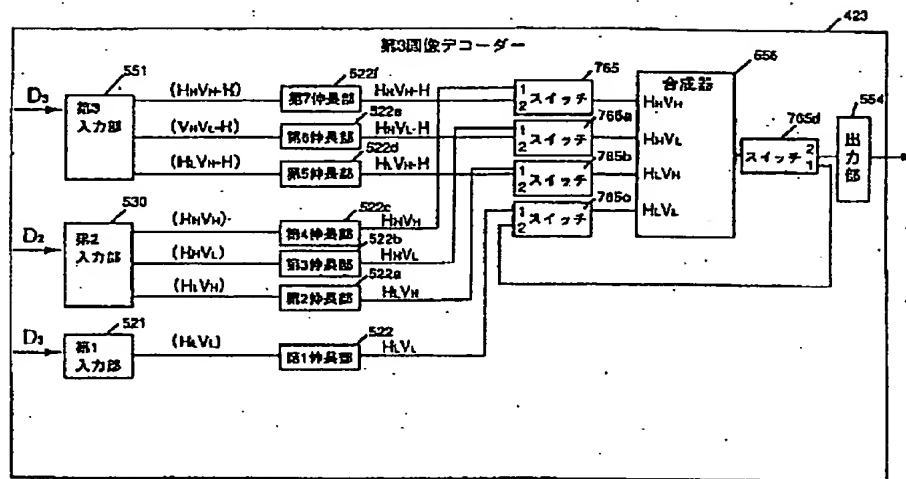 423
第3画像デコーダー
D₃
551
第3
入力部
(HₕVₕ-H)
522f
第7伸長部
HₕVₕ-H
(VₕVₗ-H)
522e
第6伸長部
HₕVₗ-H
(HₗVₕ-H)
522d
第5伸長部
HₗVₕ-H
D₂
530
第2
入力部
(HₕVₕ)
522c
第4伸長部
HₕVₕ
(HₕVₗ)
522b
第3伸長部
HₕVₗ
(HₗVₕ)
522a
第2伸長部
HₗVₕ
D₃
521
第1
入力部
(HₗVₗ)
522
第1伸長部
HₗVₗ
765
1
2
スイッチ
765a
1
2
スイッチ
765b
1
2
スイッチ
765c
1
2
スイッチ
556
合成器
HₕVₕ
HₕVₗ
HₗVₕ
HₗVₗ
765d
スイッチ
2
1
554
出力部